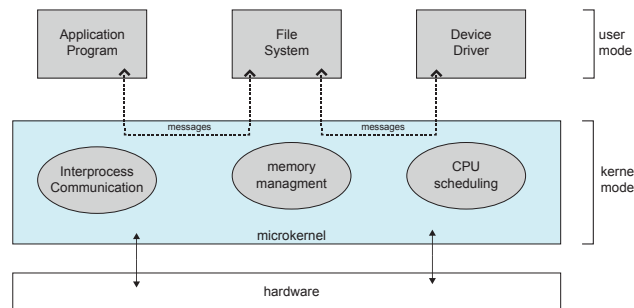 Application
Program
File
System
Device
Driver
user
mode
messages
messages
Interprocess
Communication
memory
managment
CPU
scheduling
kerne
mode
microkernel
hardware